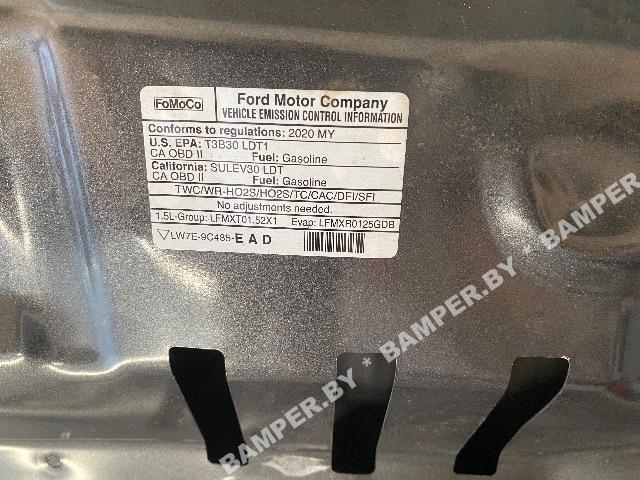 FoMoCo
Ford Motor Company
VEHICLE EMISSION CONTROL INFORMATION
Conforms to regulations: 2020 MY
U.S. EPA: T3B30 LDT1
CA OBD II Fuel: Gasoline
California: SULEV30 LDT
CA OBD II Fuel: Gasoline
TWC/WR-HO2S/HO2S/TC/CAC/DFI/SFI
No adjustments needed.
1.5L-Group: LFMXT01.52X1 Evap: LFMXR0125GDB
LW7E-9C485-E A D
BAMPER.BY * BAMPER.BY - BAMPER.BY